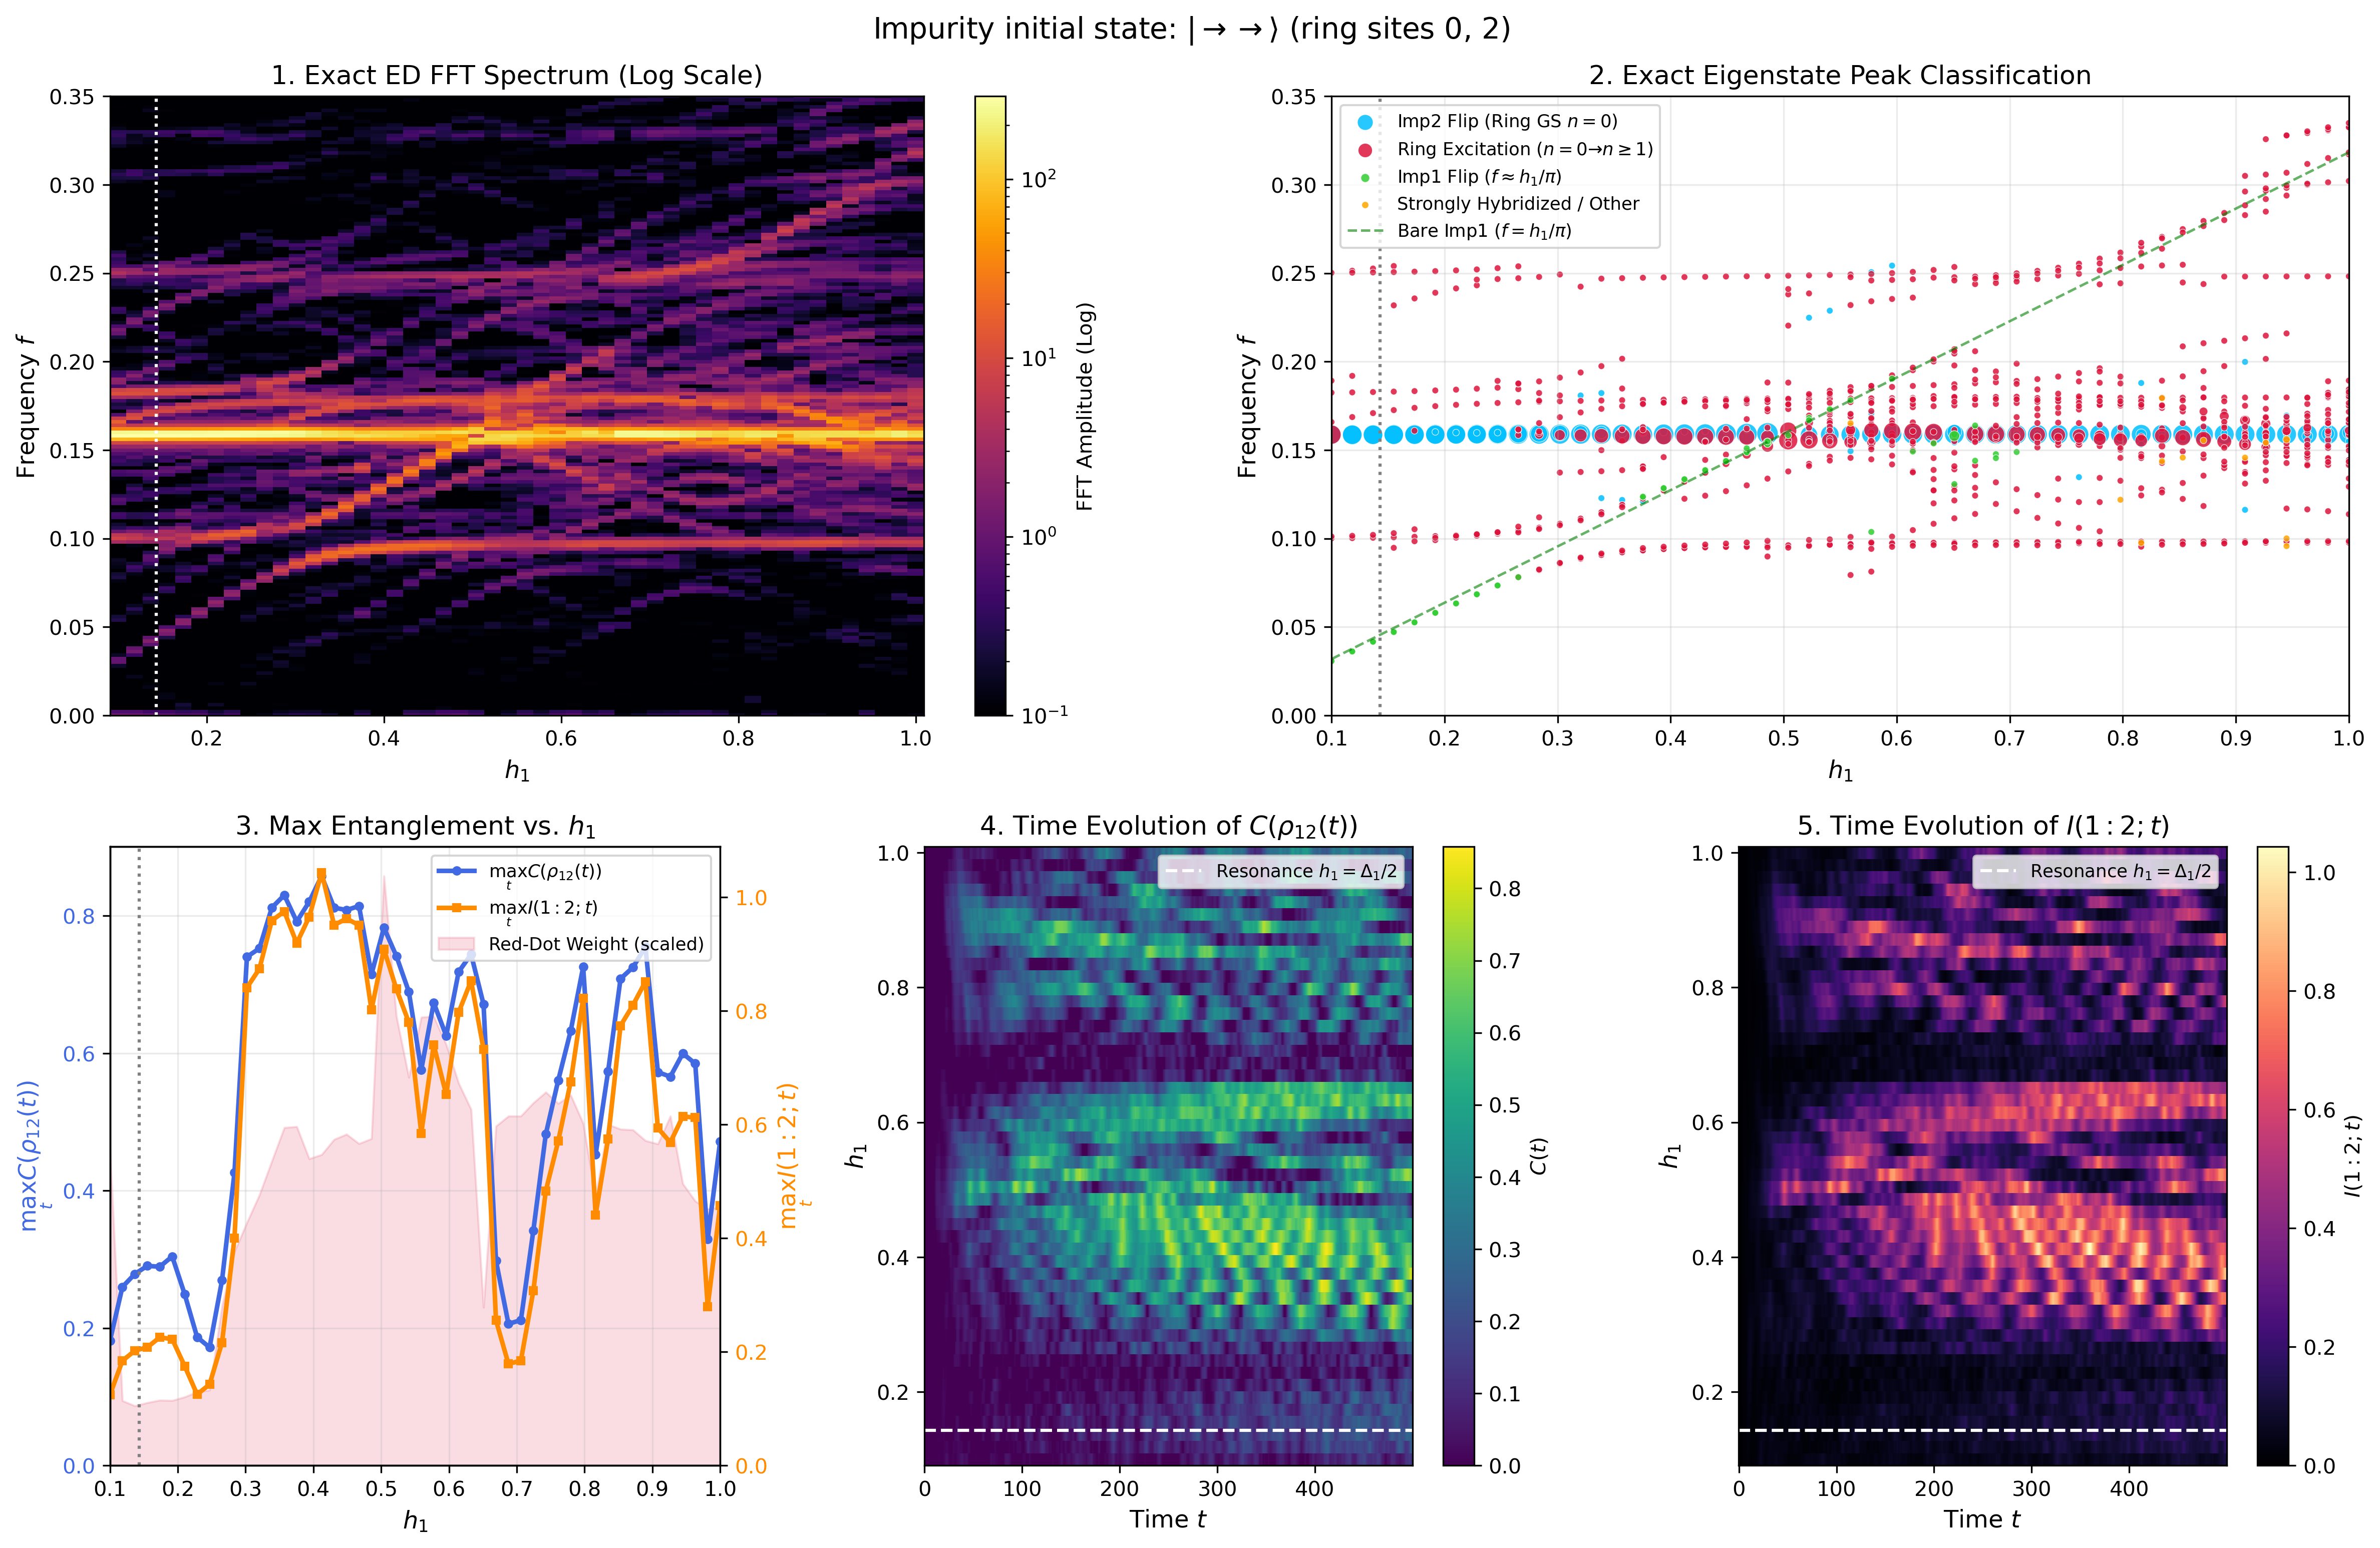 Impurity initial state: |→→⟩ (ring sites 0, 2)
1. Exact ED FFT Spectrum (Log Scale)
0.35
0.30
0.25
0.20
0.15
0.10
0.05
0.00
Frequency f
0.2 0.4 0.6 0.8 1.0
h₁
10²
10¹
10⁰
10⁻¹
FFT Amplitude (Log)
2. Exact Eigenstate Peak Classification
Imp2 Flip (Ring GS n = 0)
Ring Excitation (n = 0→n ≥ 1)
Imp1 Flip (f ≈ h₁/π)
Strongly Hybridized / Other
Bare Imp1 (f = h₁/π)
0.35
0.30
0.25
0.20
0.15
0.10
0.05
0.00
Frequency f
0.1 0.2 0.3 0.4 0.5 0.6 0.7 0.8 0.9 1.0
h₁
3. Max Entanglement vs. h₁
max C(ρ₁₂(t))
t
max I(1 : 2; t)
t
Red-Dot Weight (scaled)
0.8
0.6
0.4
0.2
0.0
max C(ρ₁₂(t))
t
1.0
0.8
0.6
0.4
0.2
0.0
max I(1 : 2; t)
t
0.1 0.2 0.3 0.4 0.5 0.6 0.7 0.8 0.9 1.0
h₁
4. Time Evolution of C(ρ₁₂(t))
Resonance h₁ = Δ₁/2
1.0
0.8
0.6
0.4
0.2
h₁
0 100 200 300 400
Time t
0.8
0.7
0.6
0.5
0.4
0.3
0.2
0.1
0.0
C(t)
5. Time Evolution of I(1 : 2; t)
Resonance h₁ = Δ₁/2
1.0
0.8
0.6
0.4
0.2
h₁
0 100 200 300 400
Time t
1.0
0.8
0.6
0.4
0.2
0.0
I(1 : 2; t)